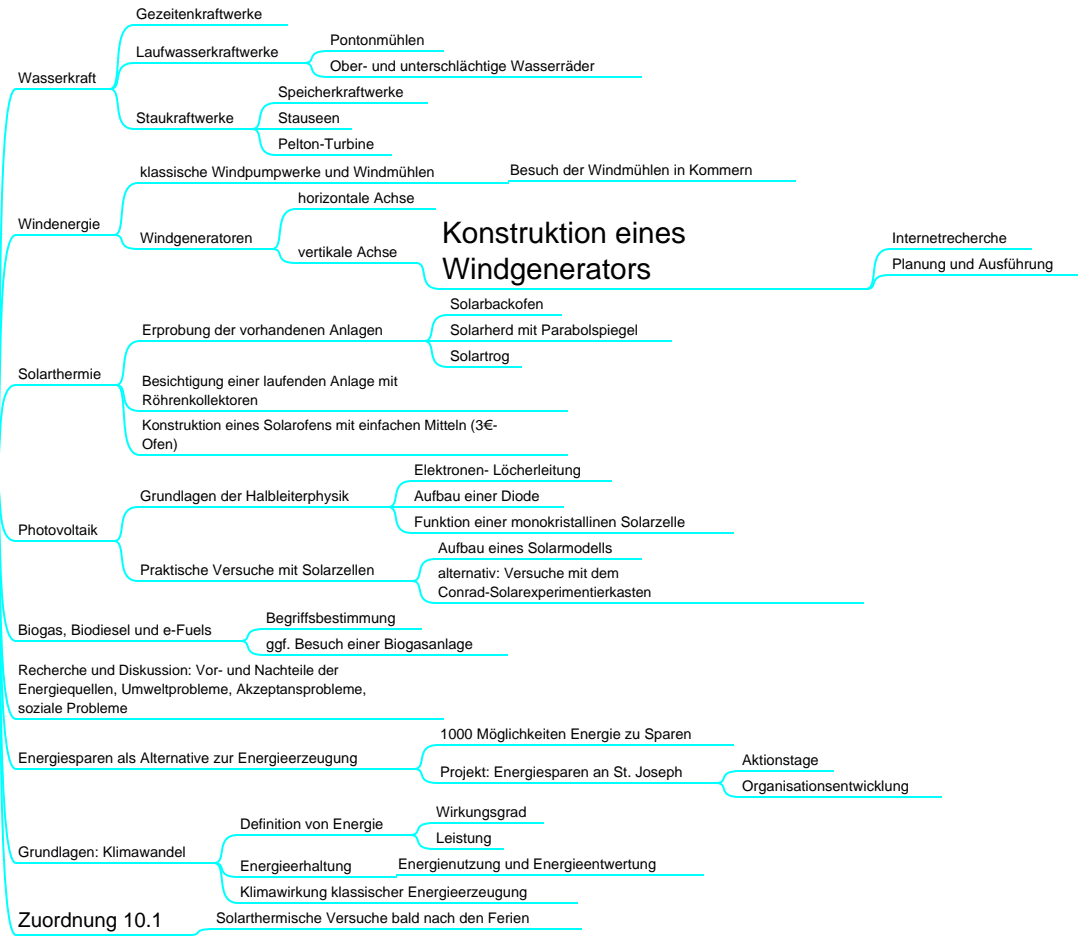 Gezeitenkraftwerke
Laufwasserkraftwerke
Pontonmühlen
Ober- und unterschlächtige Wasserräder
Wasserkraft
Staukraftwerke
Speicherkraftwerke
Stauseen
Pelton-Turbine
klassische Windpumpwerke und Windmühlen
Besuch der Windmühlen in Kommern
Windenergie
Windgeneratoren
horizontale Achse
vertikale Achse
Konstruktion eines
Windgenerators
Internetrecherche
Planung und Ausführung
Solarthermie
Erprobung der vorhandenen Anlagen
Solarbackofen
Solarherd mit Parabolspiegel
Solartrog
Besichtigung einer laufenden Anlage mit
Röhrenkollektoren
Konstruktion eines Solarofens mit einfachen Mitteln (3€-
Ofen)
Photovoltaik
Grundlagen der Halbleiterphysik
Elektronen- Löcherleitung
Aufbau einer Diode
Funktion einer monokristallinen Solarzelle
Praktische Versuche mit Solarzellen
Aufbau eines Solarmodells
alternativ: Versuche mit dem
Conrad-Solarexperimentierkasten
Biogas, Biodiesel und e-Fuels
Begriffsbestimmung
ggf. Besuch einer Biogasanlage
Recherche und Diskussion: Vor- und Nachteile der
Energiequellen, Umweltprobleme, Akzeptansprobleme,
soziale Probleme
Energiesparen als Alternative zur Energieerzeugung
1000 Möglichkeiten Energie zu Sparen
Projekt: Energiesparen an St. Joseph
Aktionstage
Organisationsentwicklung
Grundlagen: Klimawandel
Definition von Energie
Wirkungsgrad
Leistung
Energieerhaltung
Energienutzung und Energieentwertung
Klimawirkung klassischer Energieerzeugung
Zuordnung 10.1
Solarthermische Versuche bald nach den Ferien